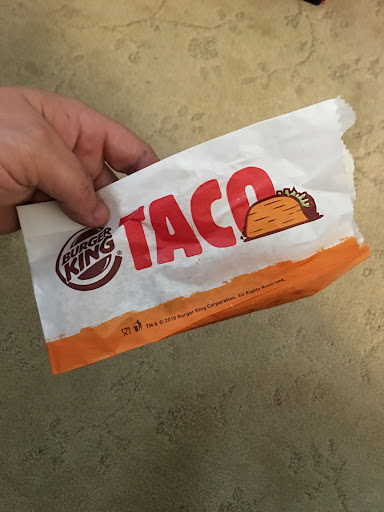 BURGER
KING
TACO
TM & © 2019 Burger King Corporation. All Rights Reserved.